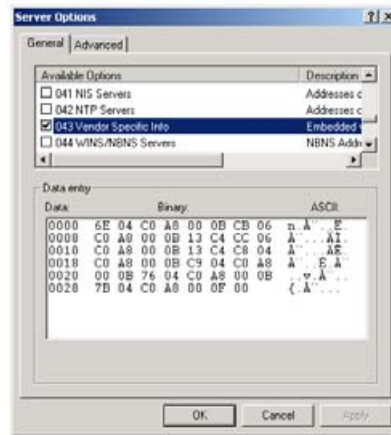 Server Options
General Advanced
Available Options Description
041 NIS Servers Addresses c
042 NTP Servers Addresses c
043 Vendor Specific Info Embedded v
044 WINS/NBNS Servers NBNS Addr
Data entry
Data: Binary: ASCII:
0000 6E 04 C0 A8 00 0B CB 06 n.À¨..Ë.
0008 C0 A8 00 0B 13 C4 CC 06 À¨...ÄÌ.
0010 C0 A8 00 0B 13 C4 C8 04 À¨...ÄÈ.
0018 C0 A8 00 0B C9 04 C0 A8 À¨..É.À¨
0020 00 0B 76 04 C0 A8 00 0B ..v.À¨..
0028 7B 04 C0 A8 00 0F 00 {.À¨...
OK Cancel Apply